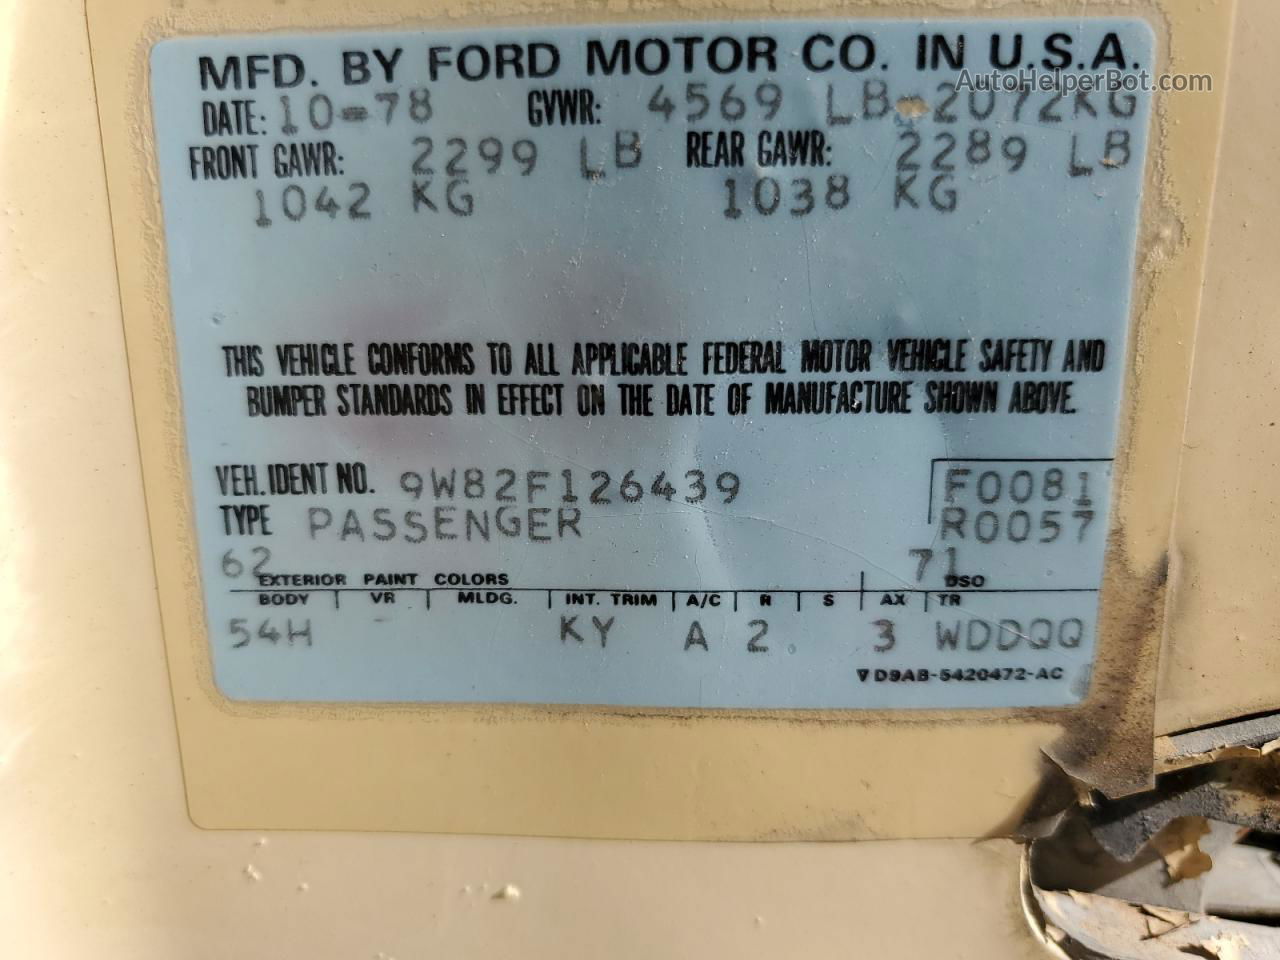 MFD. BY FORD MOTOR CO. IN U.S.A.
AutoHelperBot.com
DATE: 10-78 GVWR: 4569 LB-2072KG
FRONT GAWR: 2299 LB REAR GAWR: 2289 LB
1042 KG 1038 KG
THIS VEHICLE CONFORMS TO ALL APPLICABLE FEDERAL MOTOR VEHICLE SAFETY AND
BUMPER STANDARDS IN EFFECT ON THE DATE OF MANUFACTURE SHOWN ABOVE.
VEH. IDENT NO. 9W82F126439 F0081
TYPE PASSENGER R0057
62 71
EXTERIOR PAINT COLORS DSO
BODY VR MLDG. INT. TRIM A/C R S AX TR
54H KY A 2 3 WDDQQ
D9AB-5420472-AC